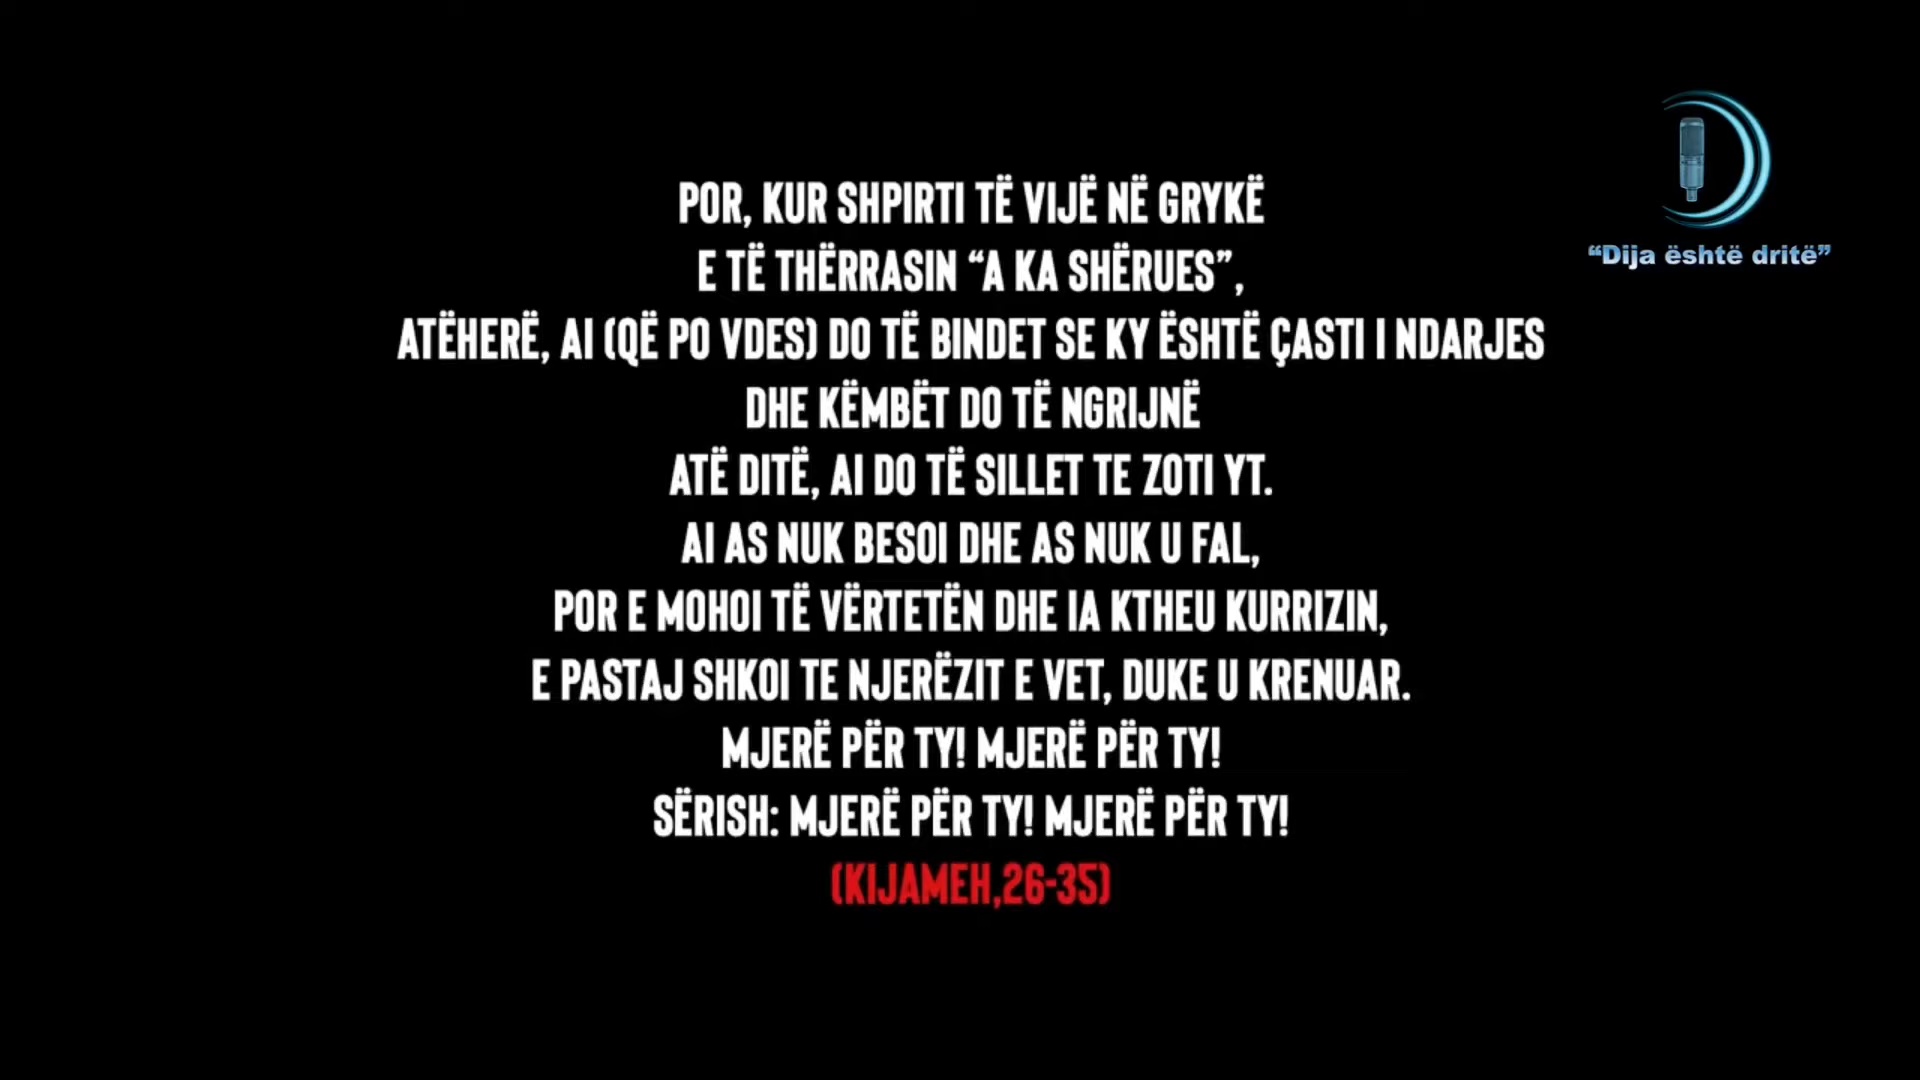 POR, KUR SHPIRTI TË VIJË NË GRYKË
E TË THËRRASIN “A KA SHËRUES”,
ATËHERË, AI (QË PO VDES) DO TË BINDET SE KY ËSHTË ÇASTI I NDARJES
DHE KËMBËT DO TË NGRIJNË
ATË DITË, AI DO TË SILLET TE ZOTI YT.
AI AS NUK BESOI DHE AS NUK U FAL,
POR E MOHOI TË VËRTETËN DHE IA KTHEU KURRIZIN,
E PASTAJ SHKOI TE NJERËZIT E VET, DUKE U KRENUAR.
MJERË PËR TY! MJERË PËR TY!
SËRISH: MJERË PËR TY! MJERË PËR TY!
(KIJAMEH,26-35)
“Dija është dritë”